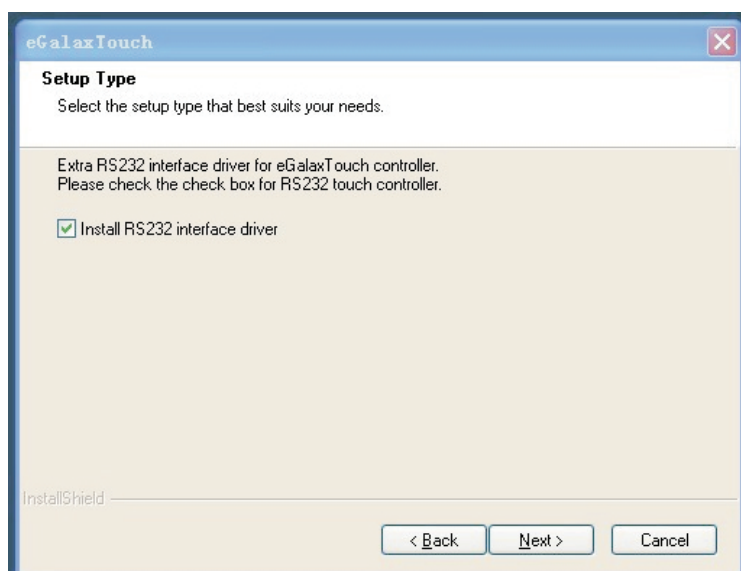 eGalaxTouch
Setup Type
Select the setup type that best suits your needs.
Extra RS232 interface driver for eGalaxTouch controller.
Please check the check box for RS232 touch controller.
Install RS232 interface driver
InstallShield
< Back Next > Cancel